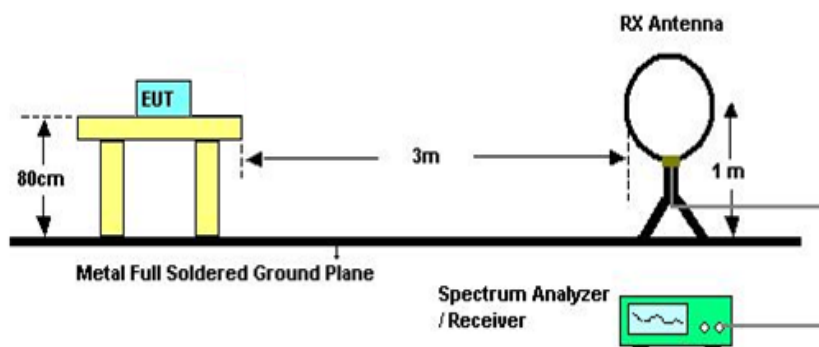 RX Antenna
EUT
80cm
3m
1 m
Metal Full Soldered Ground Plane
Spectrum Analyzer
/ Receiver